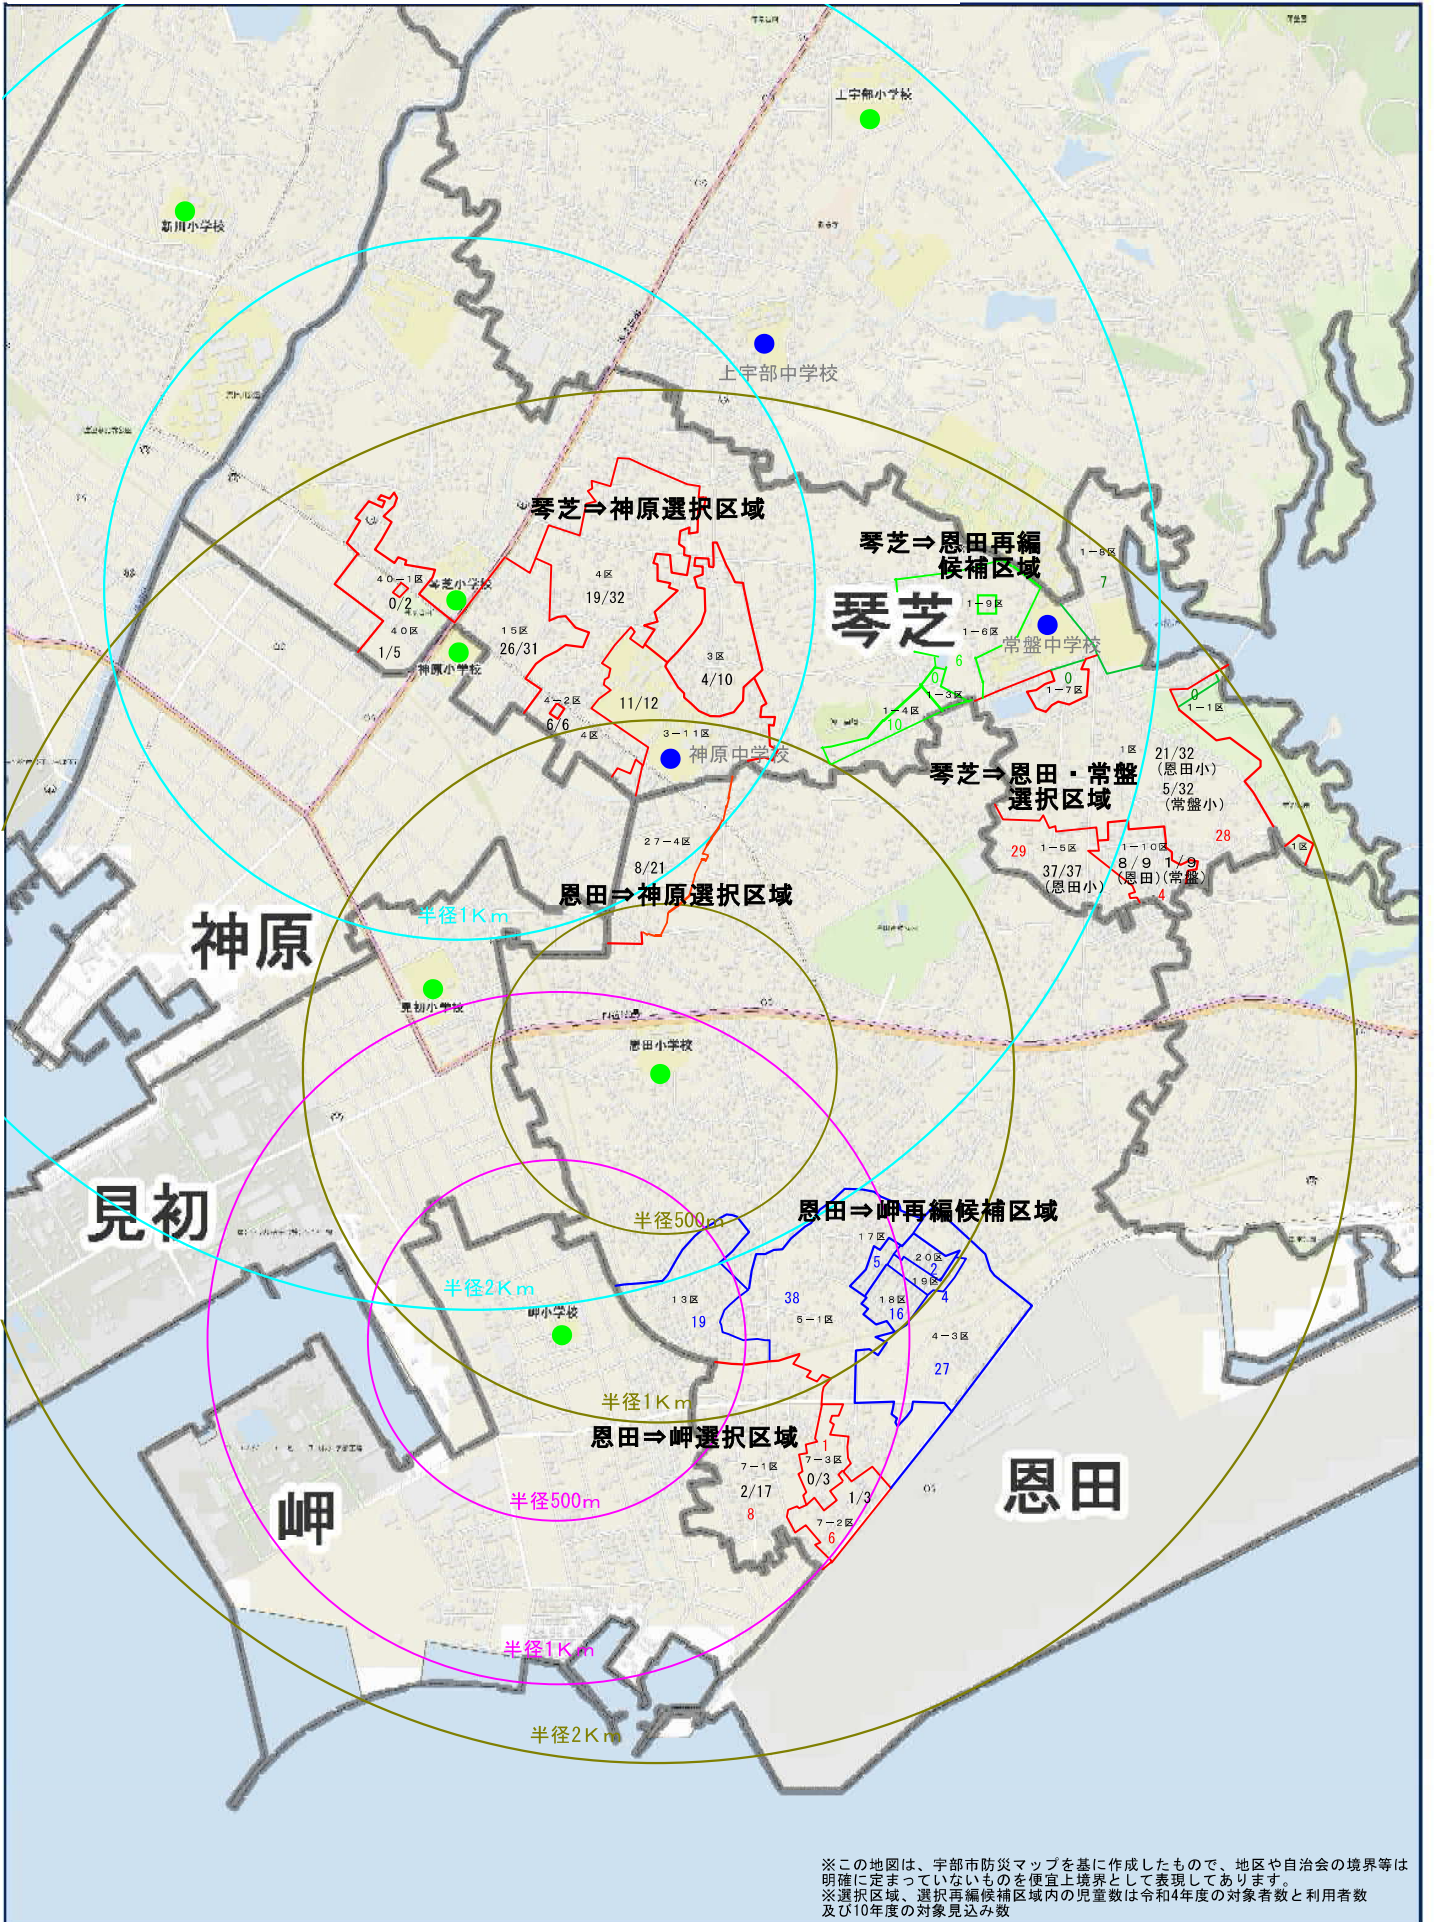 上宇部小学校
新川小学校
上宇部中学校
琴芝⇒神原選択区域
琴芝⇒恩田再編
候補区域
1-8区
7
40-1区
0/2
琴芝小学校
4区
19/32
琴芝
1-9区
1-6区
常盤中学校
40区
1/5
15区
26/31
神原小学校
3区
4/10
6
0
1-3区
0
1-7区
0
1-1区
4-2区
6/6
4区
11/12
3-11区
神原中学校
1-4区
10
1区
21/32
(恩田小)
5/32
(常盤小)
琴芝⇒恩田・常盤
選択区域
27-4区
8/21
29
1-5区
37/37
(恩田小)
1-10区
8/9 1/9
(恩田)(常盤)
4
28
1区
恩田⇒神原選択区域
半径1Km
神原
見初小学校
恩田小学校
見初
半径500m
恩田⇒岬再編候補区域
17区
5
20区
2
19区
4
18区
16
半径2Km
岬小学校
13区
19
38
5-1区
4-3区
27
半径1Km
恩田⇒岬選択区域
7-1区
2/17
8
1
7-3区
0/3
1/3
7-2区
6
半径500m
岬
恩田
半径1Km
半径2Km
※この地図は、宇部市防災マップを基に作成したもので、地区や自治会の境界等は
明確に定まっていないものを便宜上境界として表現してあります。
※選択区域、選択再編候補区域内の児童数は令和4年度の対象者数と利用者数
及び10年度の対象見込み数